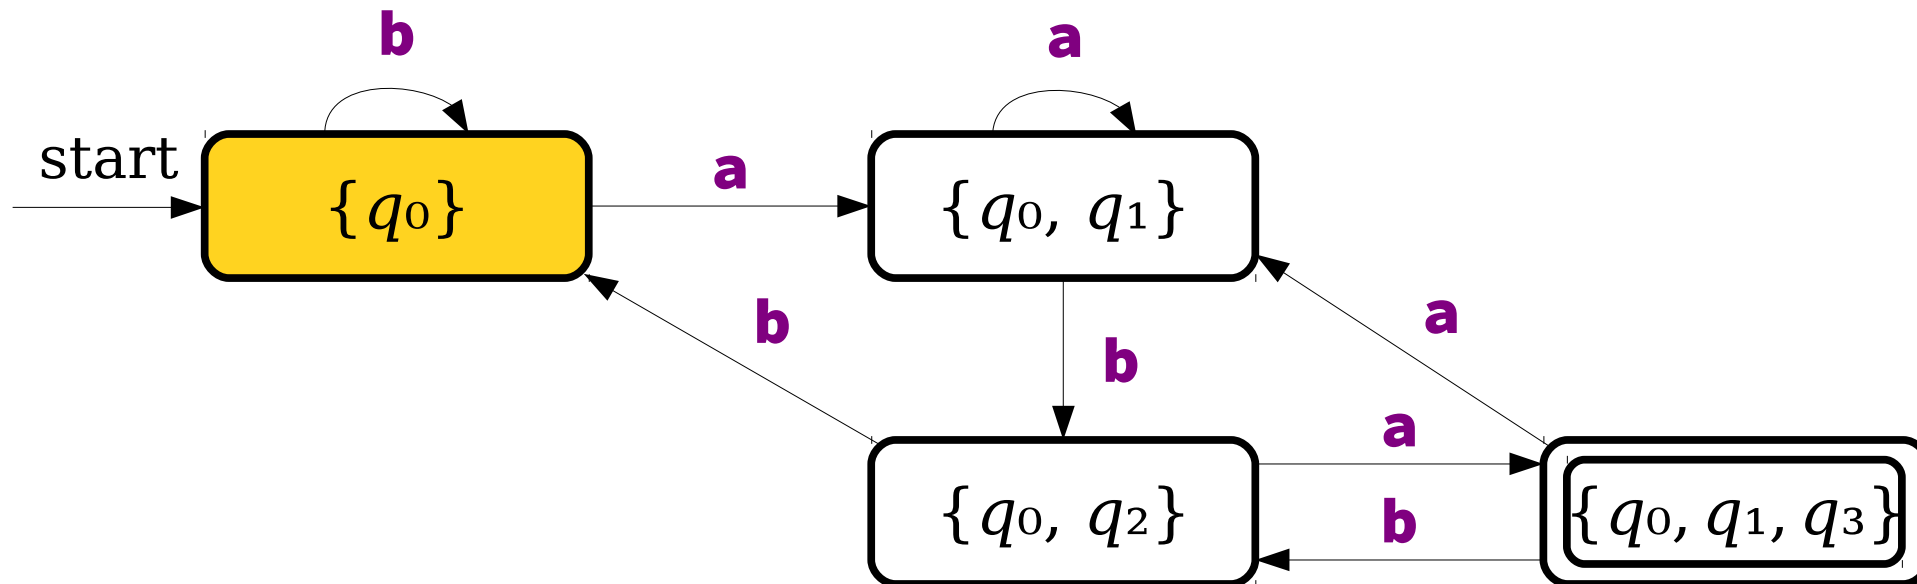 b
a
start
{q₀}
a
{q₀, q₁}
b
b
a
a
{q₀, q₂}
b
{q₀, q₁, q₃}